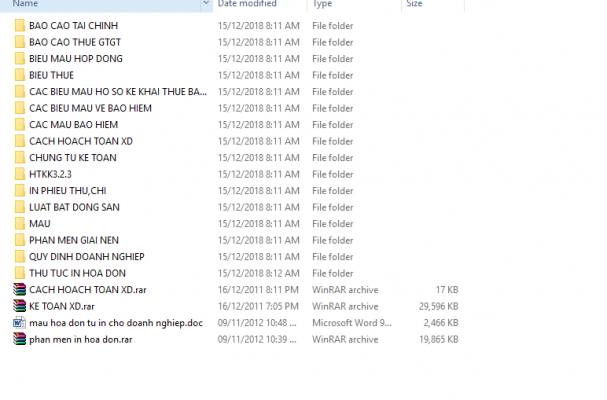 Name Date modified Type Size
BAO CAO TAI CHINH 15/12/2018 8:11 AM File folder
BAO CAO THUE GTGT 15/12/2018 8:11 AM File folder
BIEU MAU HOP DONG 15/12/2018 8:11 AM File folder
BIEU THUE 15/12/2018 8:11 AM File folder
CAC BIEU MAU HO SO KE KHAI THUE BA... 15/12/2018 8:11 AM File folder
CAC BIEU MAU VE BAO HIEM 15/12/2018 8:11 AM File folder
CAC MAU BAO HIEM 15/12/2018 8:11 AM File folder
CACH HOACH TOAN XD 15/12/2018 8:11 AM File folder
CHUNG TU KE TOAN 15/12/2018 8:11 AM File folder
HTKK3.2.3 15/12/2018 8:11 AM File folder
IN PHIEU THU,CHI 15/12/2018 8:11 AM File folder
LUAT BAT DONG SAN 15/12/2018 8:11 AM File folder
MAU 15/12/2018 8:11 AM File folder
PHAN MEN GIAI NEN 15/12/2018 8:11 AM File folder
QUY DINH DOANH NGHIEP 15/12/2018 8:11 AM File folder
THU TUC IN HOA DON 15/12/2018 8:12 AM File folder
CACH HOACH TOAN XD.rar 16/12/2011 8:11 PM WinRAR archive 17 KB
KE TOAN XD.rar 16/12/2011 7:05 PM WinRAR archive 29,596 KB
mau hoa don tu in cho doanh nghiep.doc 09/11/2012 10:48 ... Microsoft Word 9... 2,466 KB
phan men in hoa don.rar 09/11/2012 10:39 ... WinRAR archive 19,865 KB